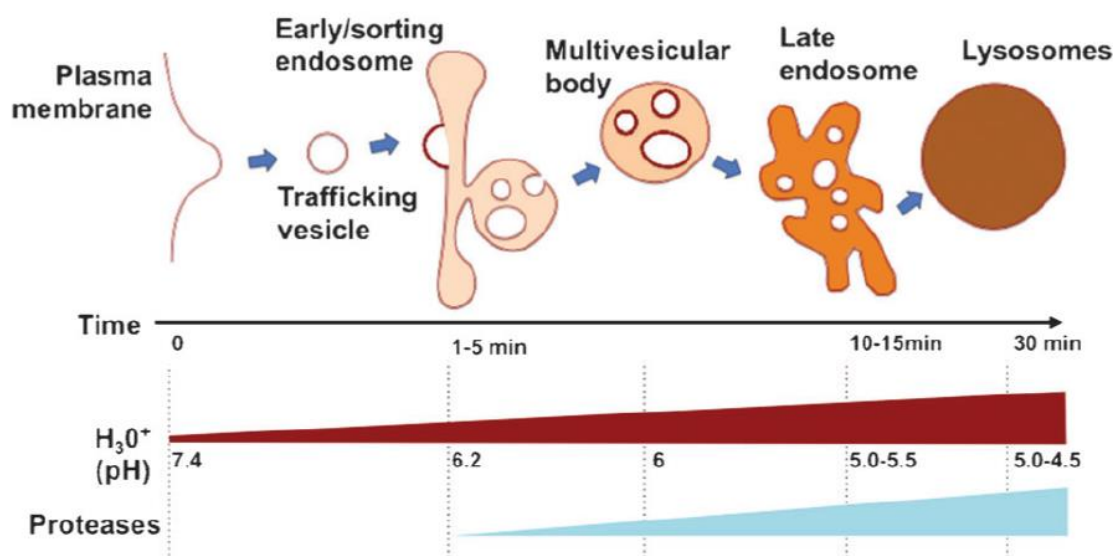 Plasma
membrane
Early/sorting
endosome
Trafficking
vesicle
Multivesicular
body
Late
endosome
Lysosomes
Time
0
1-5 min
10-15min
30 min
H₃0⁺
(pH)
7.4
6.2
6
5.0-5.5
5.0-4.5
Proteases